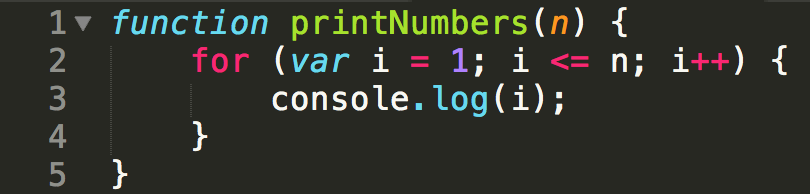 1 function printNumbers(n) {
2     for (var i = 1; i <= n; i++) {
3         console.log(i);
4     }
5 }